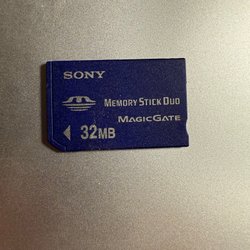 SONY
MEMORY STICK DUO
MAGICGATE
32MB